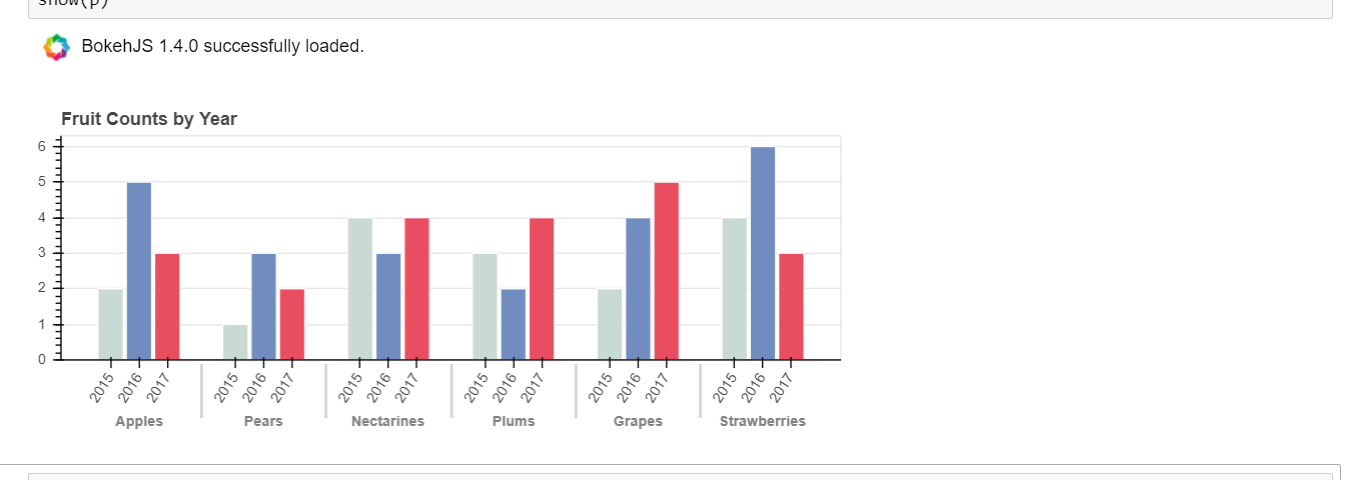 show(p)
BokehJS 1.4.0 successfully loaded.
Fruit Counts by Year
6
5
4
3
2
1
0
2015 2016 2017 2015 2016 2017 2015 2016 2017 2015 2016 2017 2015 2016 2017 2015 2016 2017
Apples Pears Nectarines Plums Grapes Strawberries